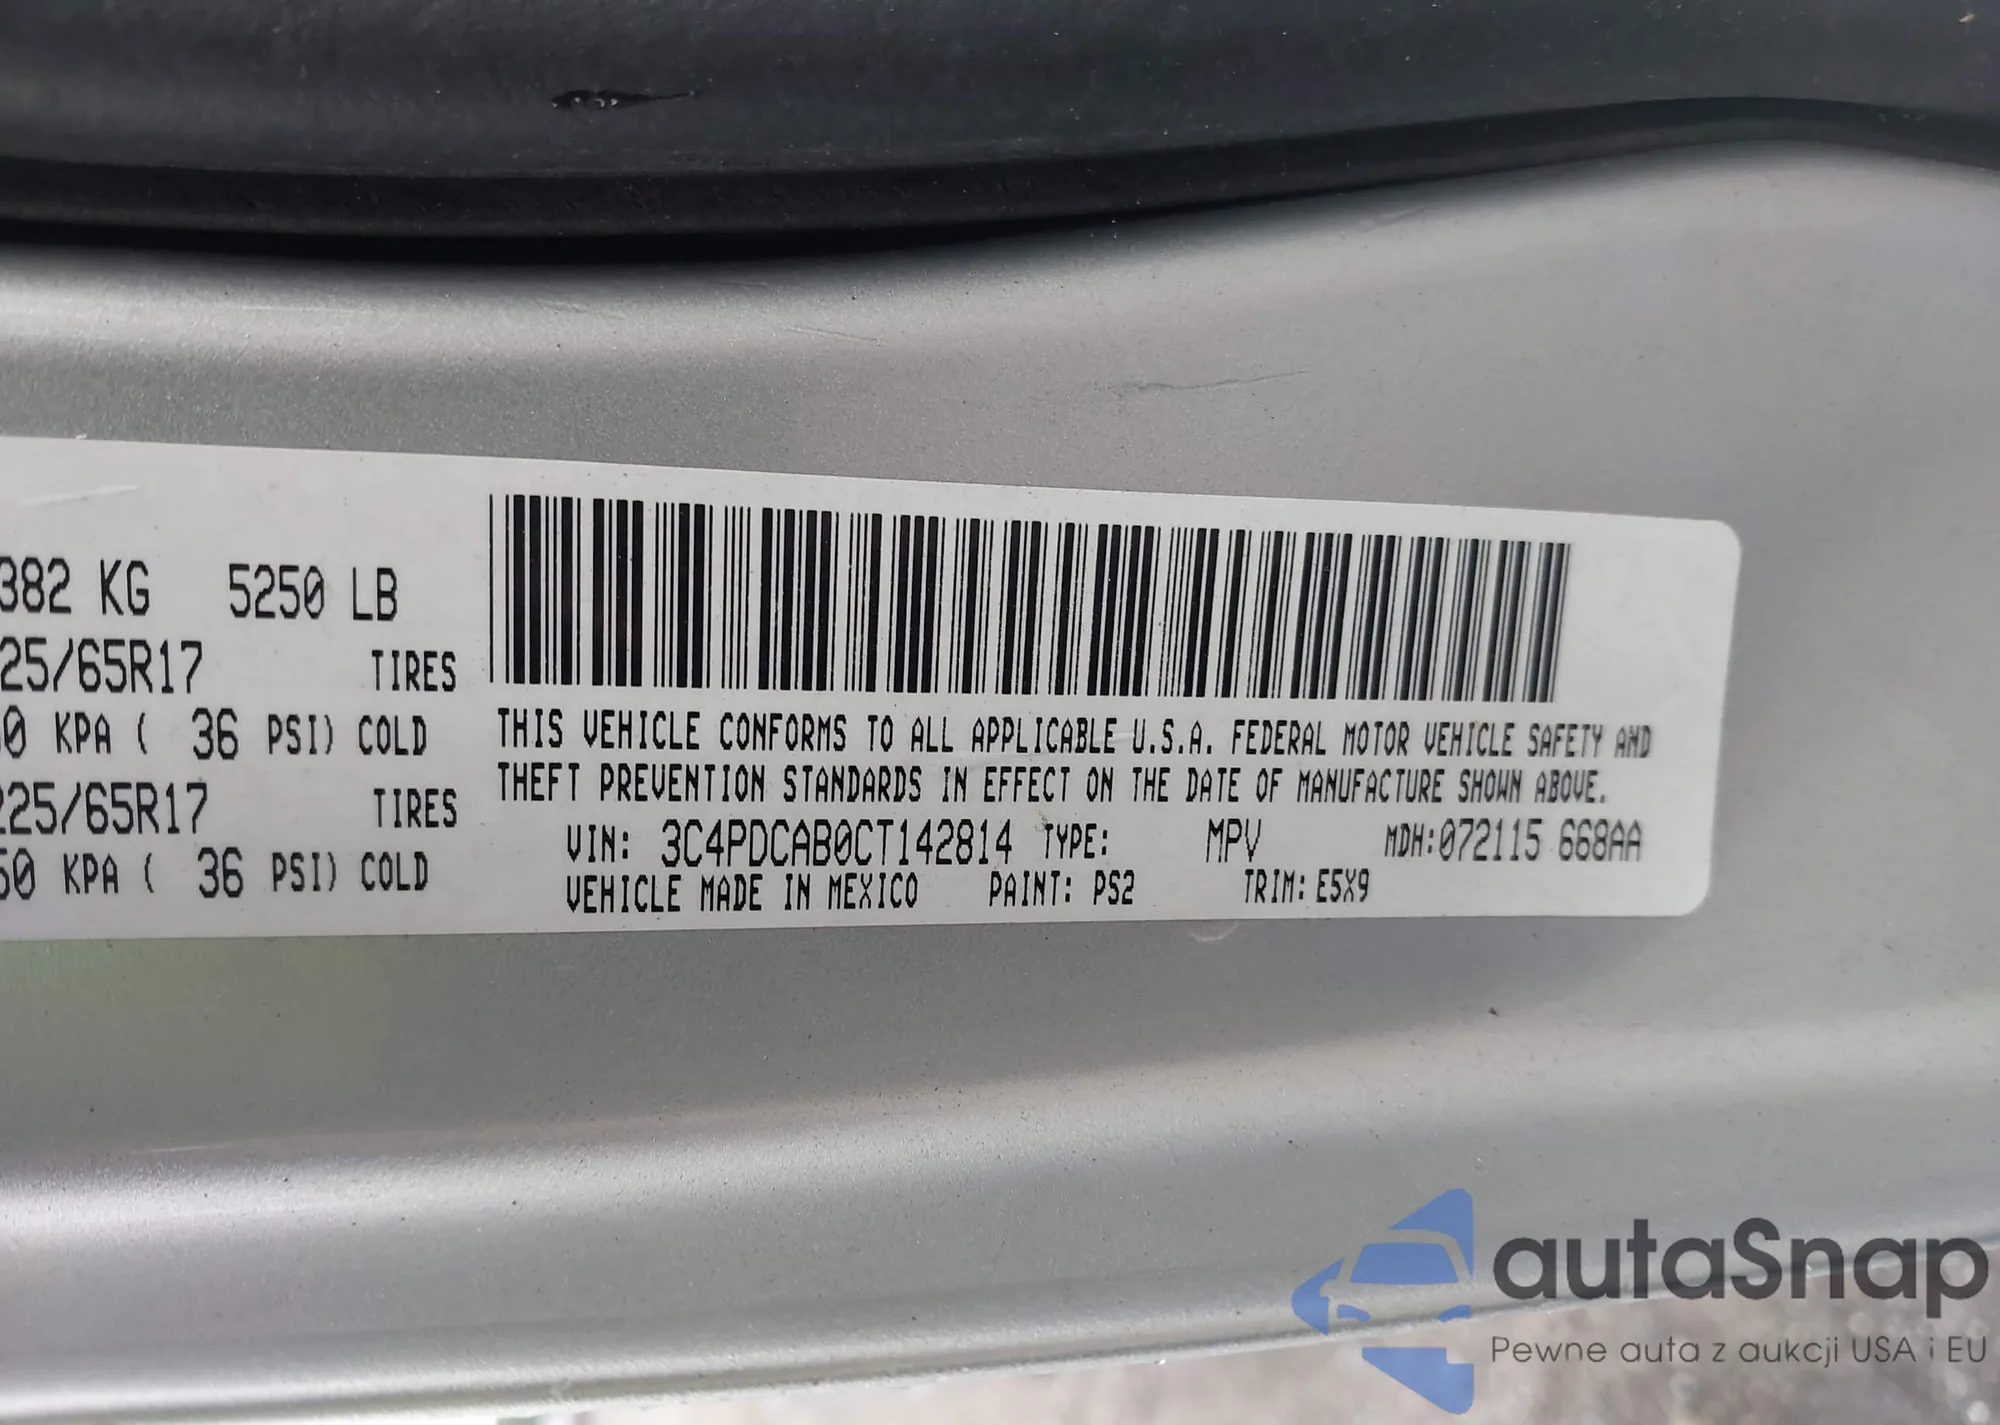 382 KG 5250 LB
25/65R17 TIRES
0 KPA ( 36 PSI) COLD
225/65R17 TIRES
50 KPA ( 36 PSI) COLD
THIS VEHICLE CONFORMS TO ALL APPLICABLE U.S.A. FEDERAL MOTOR VEHICLE SAFETY AND
THEFT PREVENTION STANDARDS IN EFFECT ON THE DATE OF MANUFACTURE SHOWN ABOVE.
VIN: 3C4PDCAB0CT142814 TYPE: MPV MDH:072115 668AA
VEHICLE MADE IN MEXICO PAINT: PS2 TRIM: E5X9
autaSnap
Pewne auta z aukcji USA i EU